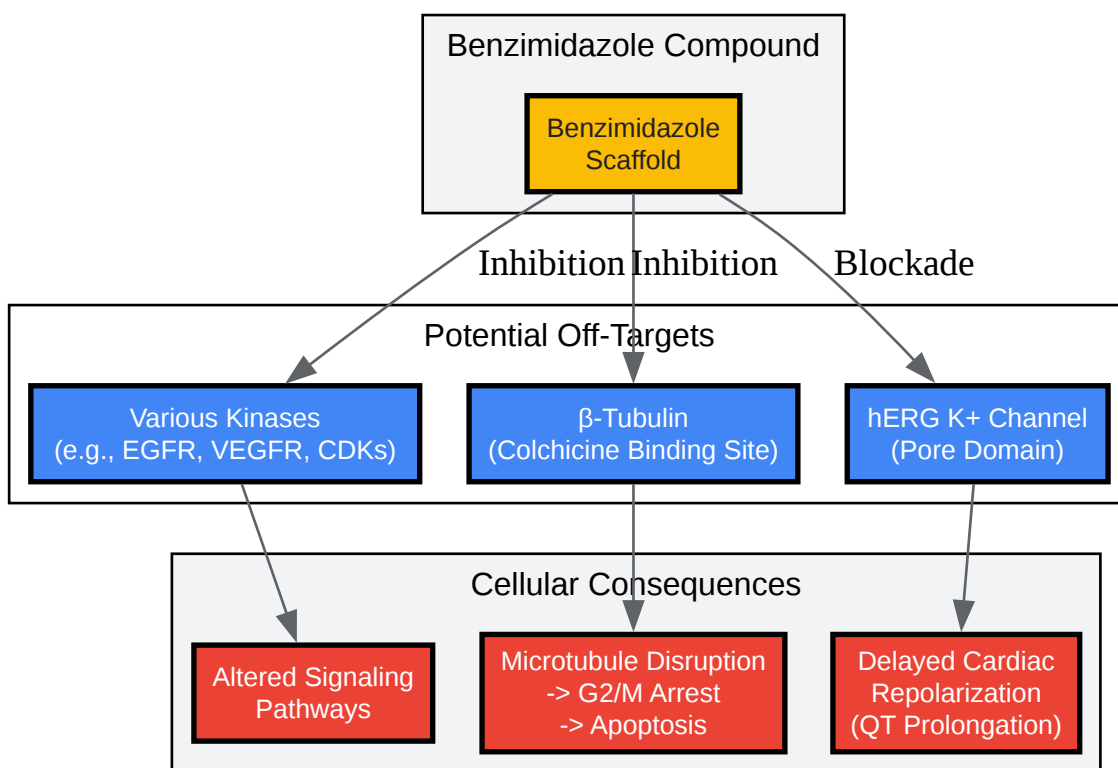 Benzimidazole Compound
Benzimidazole
Scaffold
Inhibition
Inhibition
Blockade
Potential Off-Targets
Various Kinases
(e.g., EGFR, VEGFR, CDKs)
β-Tubulin
(Colchicine Binding Site)
hERG K+ Channel
(Pore Domain)
Cellular Consequences
Altered Signaling
Pathways
Microtubule Disruption
-> G2/M Arrest
-> Apoptosis
Delayed Cardiac
Repolarization
(QT Prolongation)